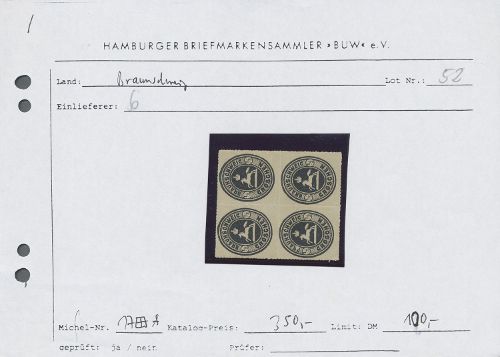 1
HAMBURGER BRIEFMARKENSAMMLER »BUW« e.V.
Land: Braunschweig Lot Nr.: 52
Einlieferer: 6
Michel-Nr. 17 A Katalog-Preis: 350,- Limit: DM 100,-
geprüft: ja / nein Prüfer: